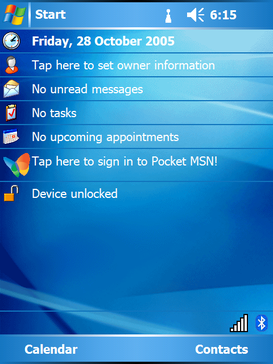 Start 6:15
Friday, 28 October 2005
Tap here to set owner information
No unread messages
No tasks
No upcoming appointments
Tap here to sign in to Pocket MSN!
Device unlocked
Calendar Contacts